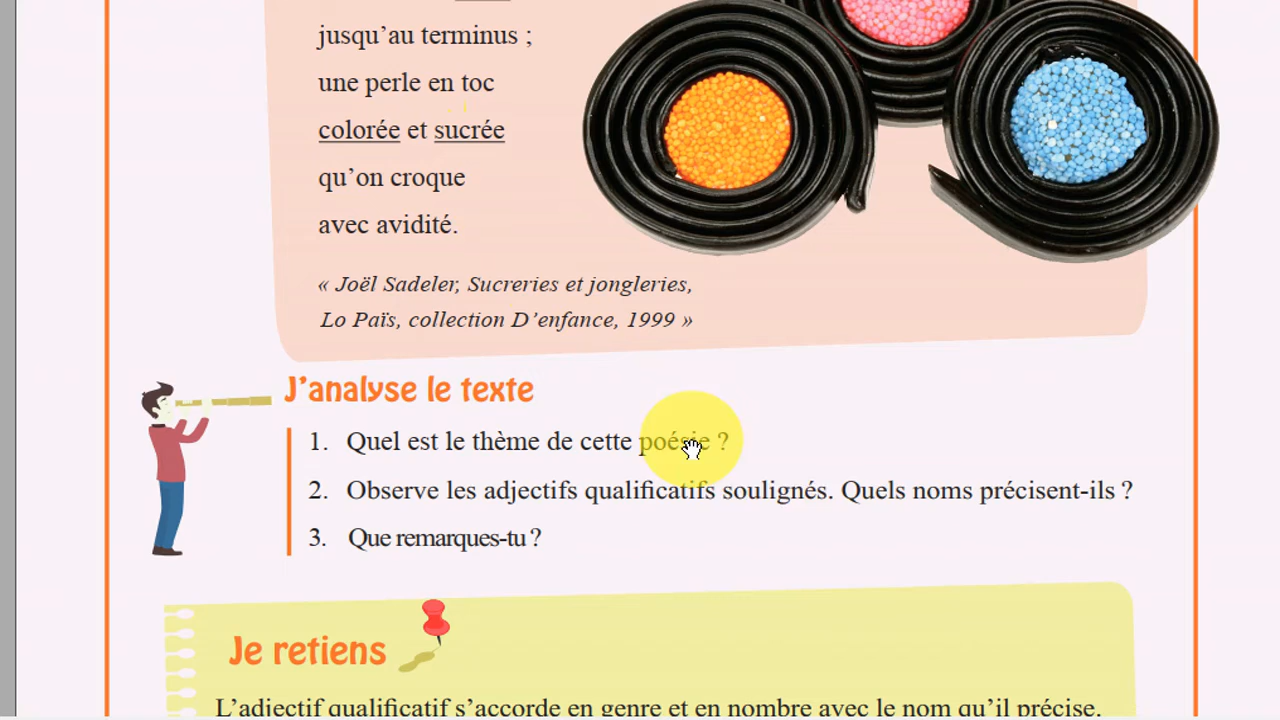 jusqu’au terminus ;
une perle en toc
colorée et sucrée
qu’on croque
avec avidité.
« Joël Sadeler, Sucreries et jongleries,
Lo Païs, collection D’enfance, 1999 »
J’analyse le texte
1. Quel est le thème de cette poésie ?
2. Observe les adjectifs qualificatifs soulignés. Quels noms précisent-ils ?
3. Que remarques-tu ?
Je retiens
L’adjectif qualificatif s’accorde en genre et en nombre avec le nom qu’il précise.